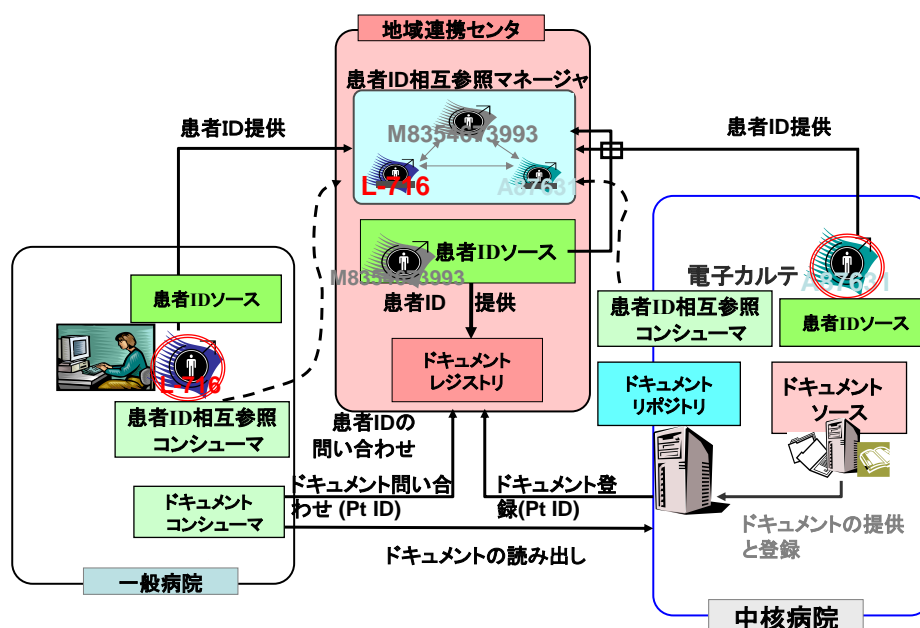 地域連携センタ
患者ID相互参照マネージャ
M8354673993
L-716
A87631
患者ID提供
患者ID提供
患者IDソース
M8354673993
患者ID 提供
ドキュメント
レジストリ
患者IDソース
L-716
患者ID相互参照
コンシューマ
ドキュメント
コンシューマ
一般病院
患者IDの
問い合わせ
ドキュメント問い合
わせ (Pt ID)
ドキュメント登
録(Pt ID)
ドキュメントの読み出し
電子カルテ
A87631
患者ID相互参照
コンシューマ
患者IDソース
ドキュメント
リポジトリ
ドキュメント
ソース
ドキュメントの提供
と登録
中核病院